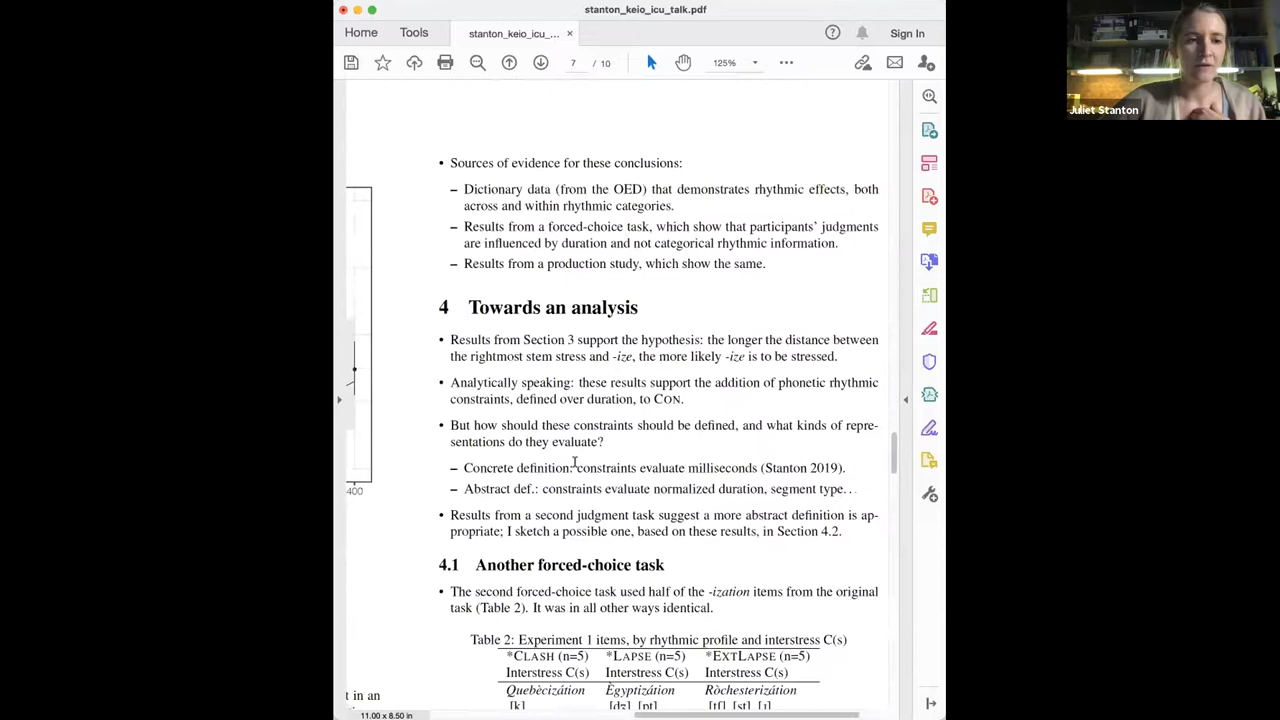 stanton_keio_icu_talk.pdf
Home
Tools
stanton_keio_icu_...
Sign In
7 / 10
125%
• Sources of evidence for these conclusions:
– Dictionary data (from the OED) that demonstrates rhythmic effects, both
across and within rhythmic categories.
– Results from a forced-choice task, which show that participants’ judgments
are influenced by duration and not categorical rhythmic information.
– Results from a production study, which show the same.
4 Towards an analysis
• Results from Section 3 support the hypothesis: the longer the distance between
the rightmost stem stress and -ize, the more likely -ize is to be stressed.
• Analytically speaking: these results support the addition of phonetic rhythmic
constraints, defined over duration, to CON.
• But how should these constraints should be defined, and what kinds of repre-
sentations do they evaluate?
– Concrete definition: constraints evaluate milliseconds (Stanton 2019).
– Abstract def.: constraints evaluate normalized duration, segment type...
• Results from a second judgment task suggest a more abstract definition is ap-
propriate; I sketch a possible one, based on these results, in Section 4.2.
4.1 Another forced-choice task
• The second forced-choice task used half of the -ization items from the original
task (Table 2). It was in all other ways identical.
Table 2: Experiment 1 items, by rhythmic profile and interstress C(s)
*CLASH (n=5) *LAPSE (n=5) *EXTLAPSE (n=5)
Interstress C(s) Interstress C(s) Interstress C(s)
Quebècizátion Ègyptizátion Ròchesterizátion
[k] [dʒ], [pt] [tʃ], [st], [ɹ]
400
t in an
11.00 x 8.50 in
Juliet Stanton